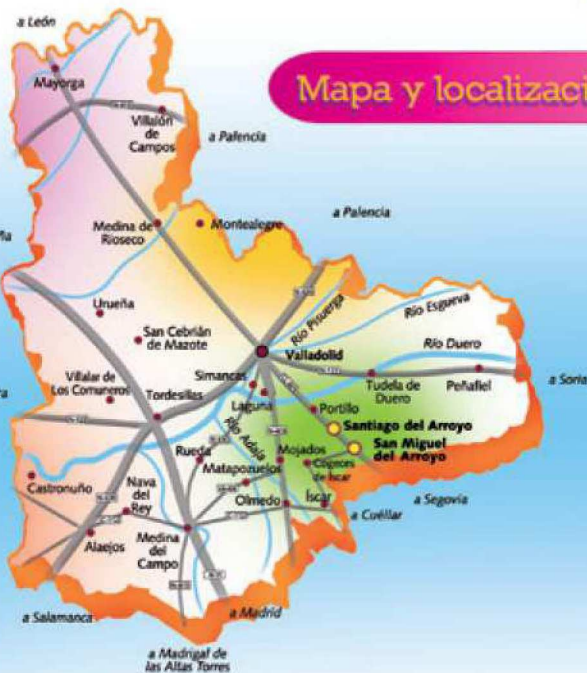 a León
Mapa y localizaci
Mayorga
Villalón
de
Campos
a Palencia
a Palencia
Medina de
Rioseco
Montealegre
Urueña
San Cebrián
de Mazote
Río Pisuerga
Río Esgueva
Valladolid
Río Duero
Villalar de
Los Comuneros
Simancas
Tordesillas
Laguna
Tudela de
Duero
Peñafiel
a Soria
Portillo
Santiago del Arroyo
Río Adaja
San Miguel
del Arroyo
Rueda
Mojados
Matapozuelos
Cogeces
de Íscar
Castronuño
Nava
del
Rey
Olmedo
Íscar
a Segovia
a Cuéllar
Alaejos
Medina
del
Campo
a Salamanca
a Madrid
a Madrigal de
las Altas Torres